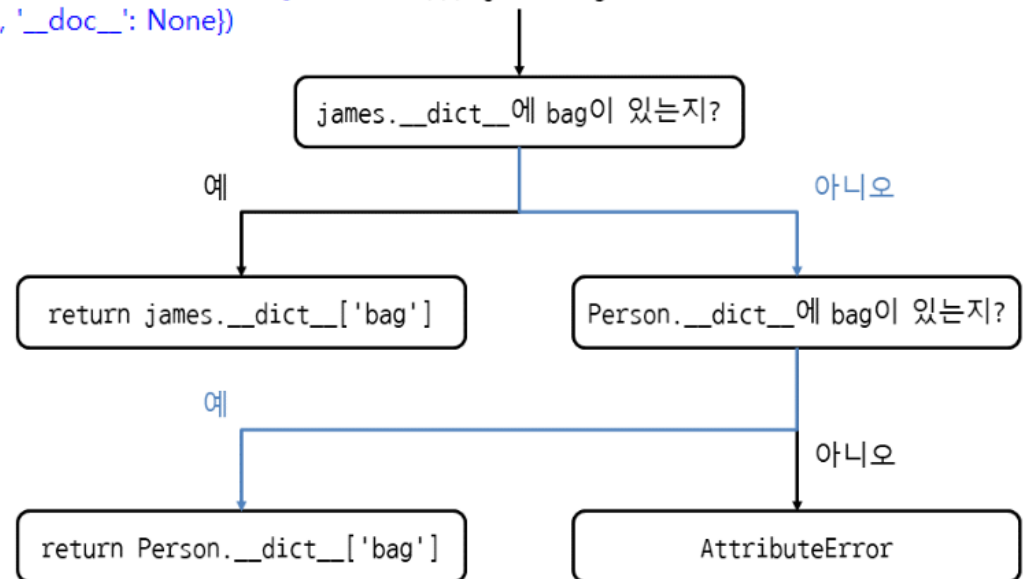 , '__doc__': None})
james.__dict__에 bag이 있는지?
예
아니오
return james.__dict__['bag']
Person.__dict__에 bag이 있는지?
예
아니오
return Person.__dict__['bag']
AttributeError